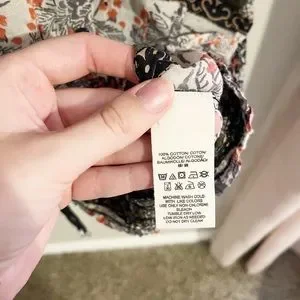 100% COTTON/ COTON/
ALGODON/ COTONE/
BAUMWOLLE/ ALGODÃO/
MACHINE WASH COLD
WITH LIKE COLORS
USE ONLY NON-CHLORINE
BLEACH
TUMBLE DRY LOW
LOW IRON AS NEEDED
DO NOT DRY CLEAN